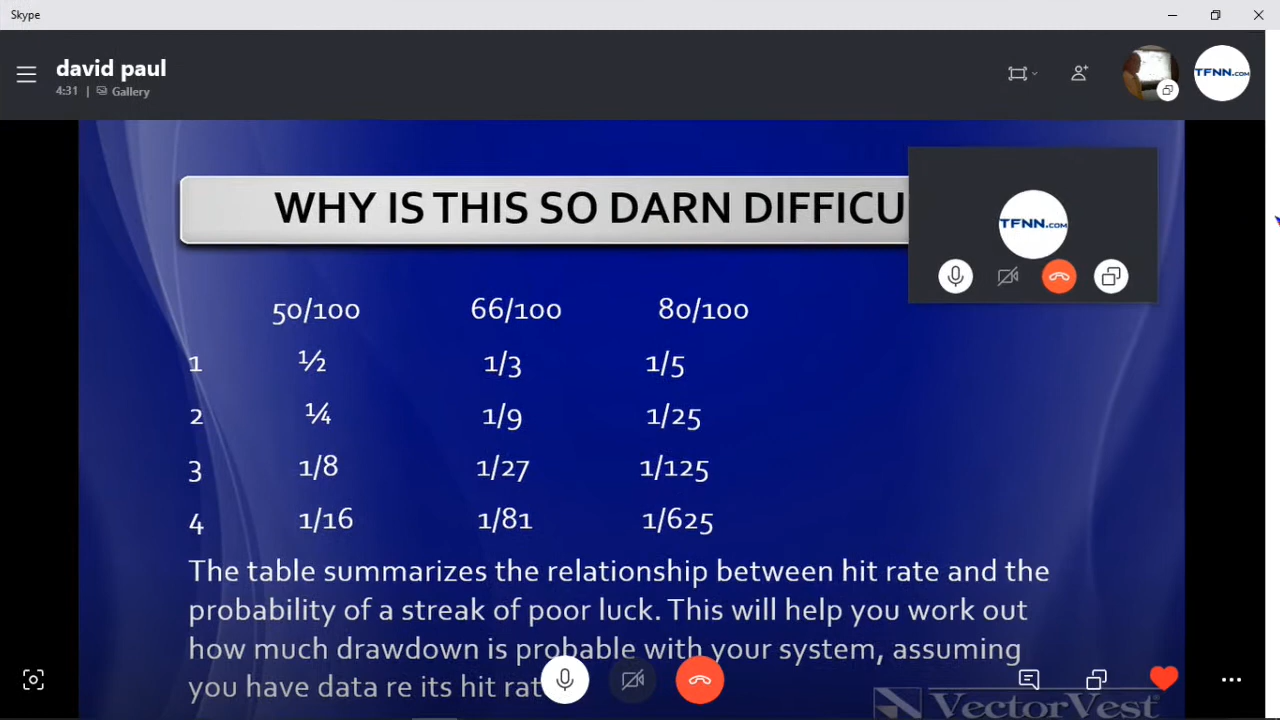 Skype
david paul
4:31 | Gallery
TFNN.COM
WHY IS THIS SO DARN DIFFICU
TFNN.COM
50/100 66/100 80/100
1 ½ 1/3 1/5
2 ¼ 1/9 1/25
3 1/8 1/27 1/125
4 1/16 1/81 1/625
The table summarizes the relationship between hit rate and the
probability of a streak of poor luck. This will help you work out
how much drawdown is probable with your system, assuming
you have data re its hit rat
VectorVest